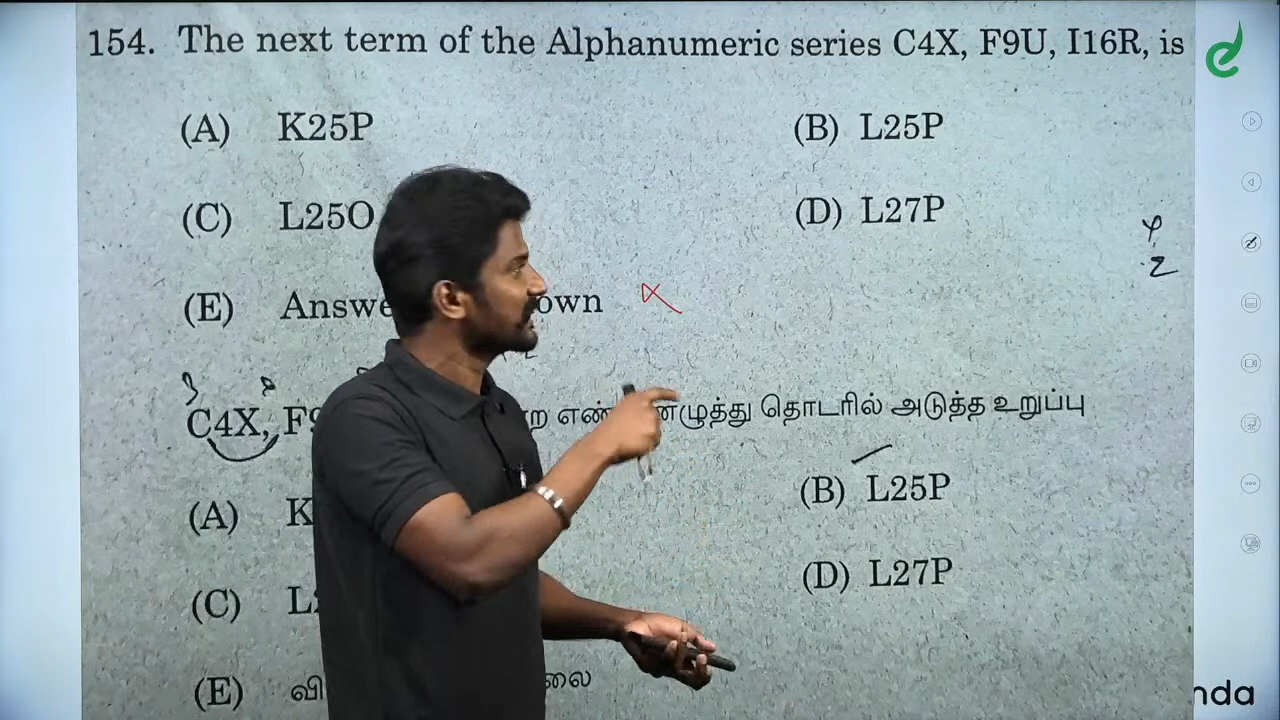 154. The next term of the Alphanumeric series C4X, F9U, I16R, is
(A) K25P (B) L25P
(C) L25O (D) L27P
(E) own
C4X, எண் தொடரில் அடுத்த உறுப்பு
(A) K (B) L25P
(C) (D) L27P
(E)
nda